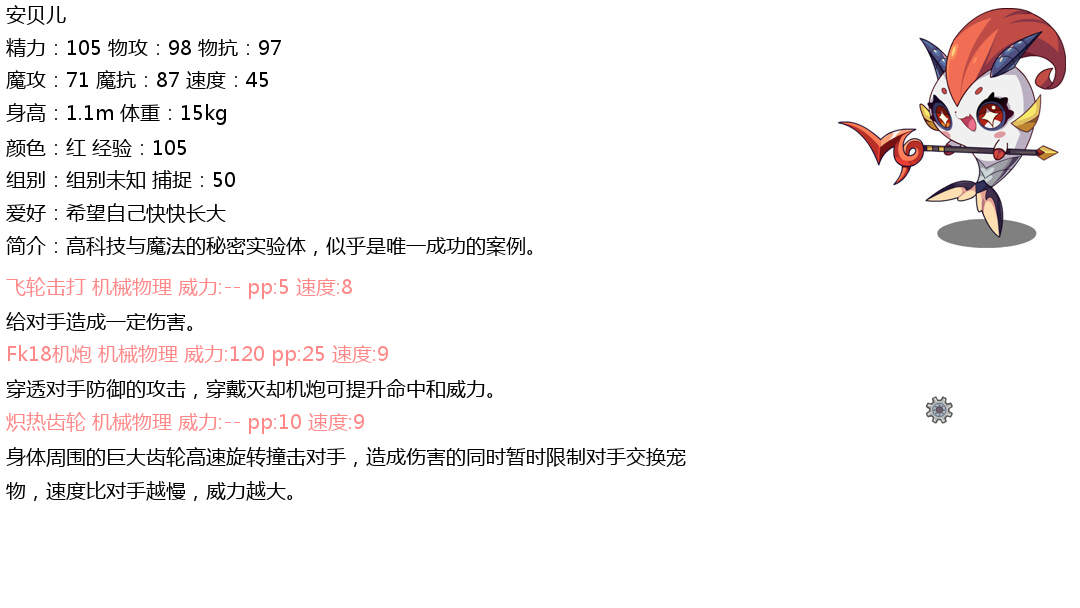 安贝儿
精力：105 物攻：98 物抗：97
魔攻：71 魔抗：87 速度：45
身高：1.1m 体重：15kg
颜色：红 经验：105
组别：组别未知 捕捉：50
爱好：希望自己快快长大
简介：高科技与魔法的秘密实验体，似乎是唯一成功的案例。
飞轮击打 机械物理 威力:-- pp:5 速度:8
给对手造成一定伤害。
Fk18机炮 机械物理 威力:120 pp:25 速度:9
穿透对手防御的攻击，穿戴灭却机炮可提升命中和威力。
炽热齿轮 机械物理 威力:-- pp:10 速度:9
身体周围的巨大齿轮高速旋转撞击对手，造成伤害的同时暂时限制对手交换宠
物，速度比对手越慢，威力越大。